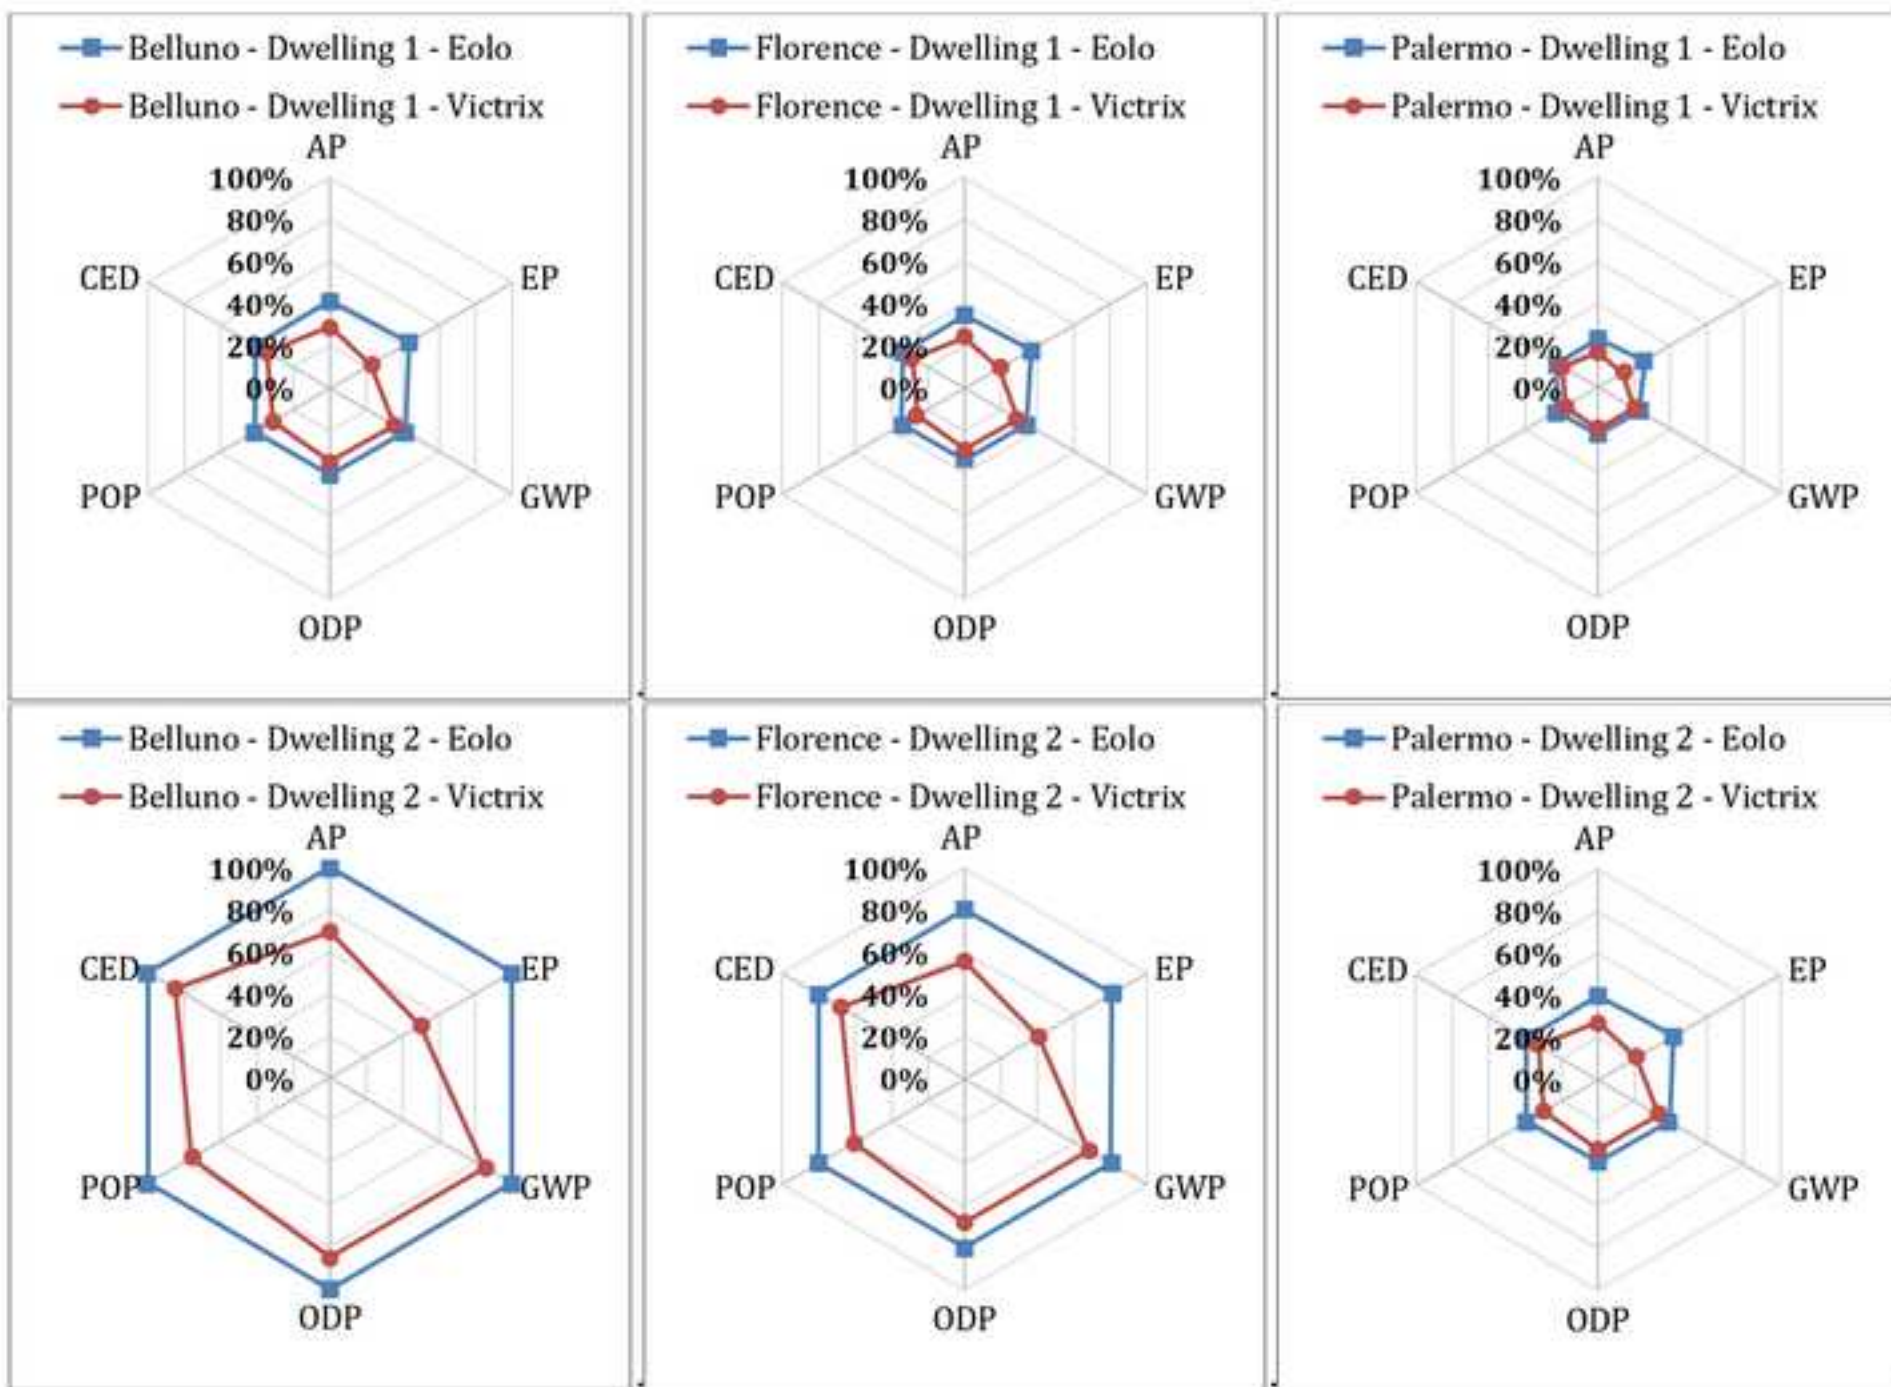 Belluno - Dwelling 1 - Eolo
Belluno - Dwelling 1 - Victrix
AP
100%
80%
60%
40%
20%
0%
CED
EP
POP
GWP
ODP
Florence - Dwelling 1 - Eolo
Florence - Dwelling 1 - Victrix
AP
100%
80%
60%
40%
20%
0%
CED
EP
POP
GWP
ODP
Palermo - Dwelling 1 - Eolo
Palermo - Dwelling 1 - Victrix
AP
100%
80%
60%
40%
20%
0%
CED
EP
POP
GWP
ODP
Belluno - Dwelling 2 - Eolo
Belluno - Dwelling 2 - Victrix
AP
100%
80%
60%
40%
20%
0%
CED
EP
POP
GWP
ODP
Florence - Dwelling 2 - Eolo
Florence - Dwelling 2 - Victrix
AP
100%
80%
60%
40%
20%
0%
CED
EP
POP
GWP
ODP
Palermo - Dwelling 2 - Eolo
Palermo - Dwelling 2 - Victrix
AP
100%
80%
60%
40%
20%
0%
CED
EP
POP
GWP
ODP